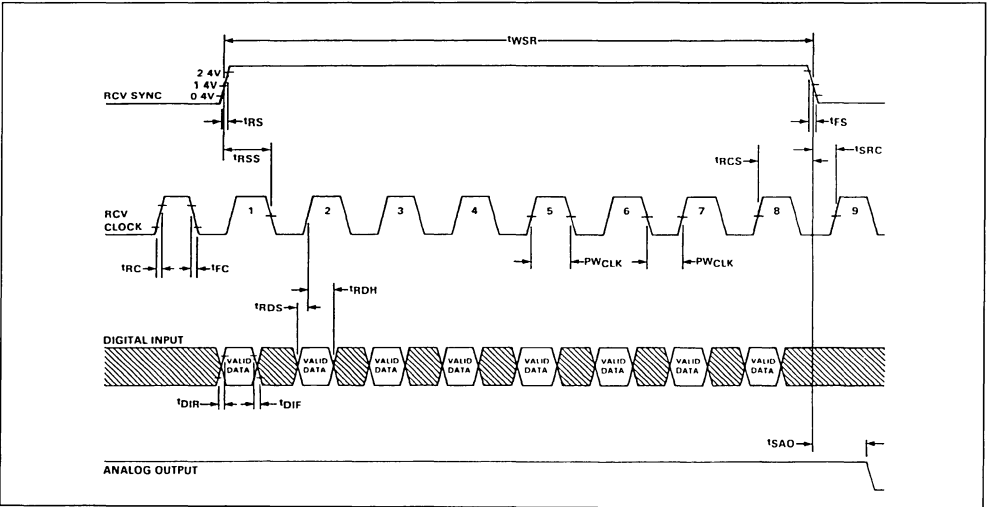 tWSR
2 4V
1 4V
0 4V
RCV SYNC
tRS
tFS
tRSS
tRCS
tSRC
RCV
CLOCK
1 2 3 4 5 6 7 8 9
tRC
tFC
PWCLK
PWCLK
tRDH
tRDS
DIGITAL INPUT
VALID VALID VALID VALID VALID VALID VALID VALID
DATA DATA DATA DATA DATA DATA DATA DATA
tDIR
tDIF
tSAO
ANALOG OUTPUT